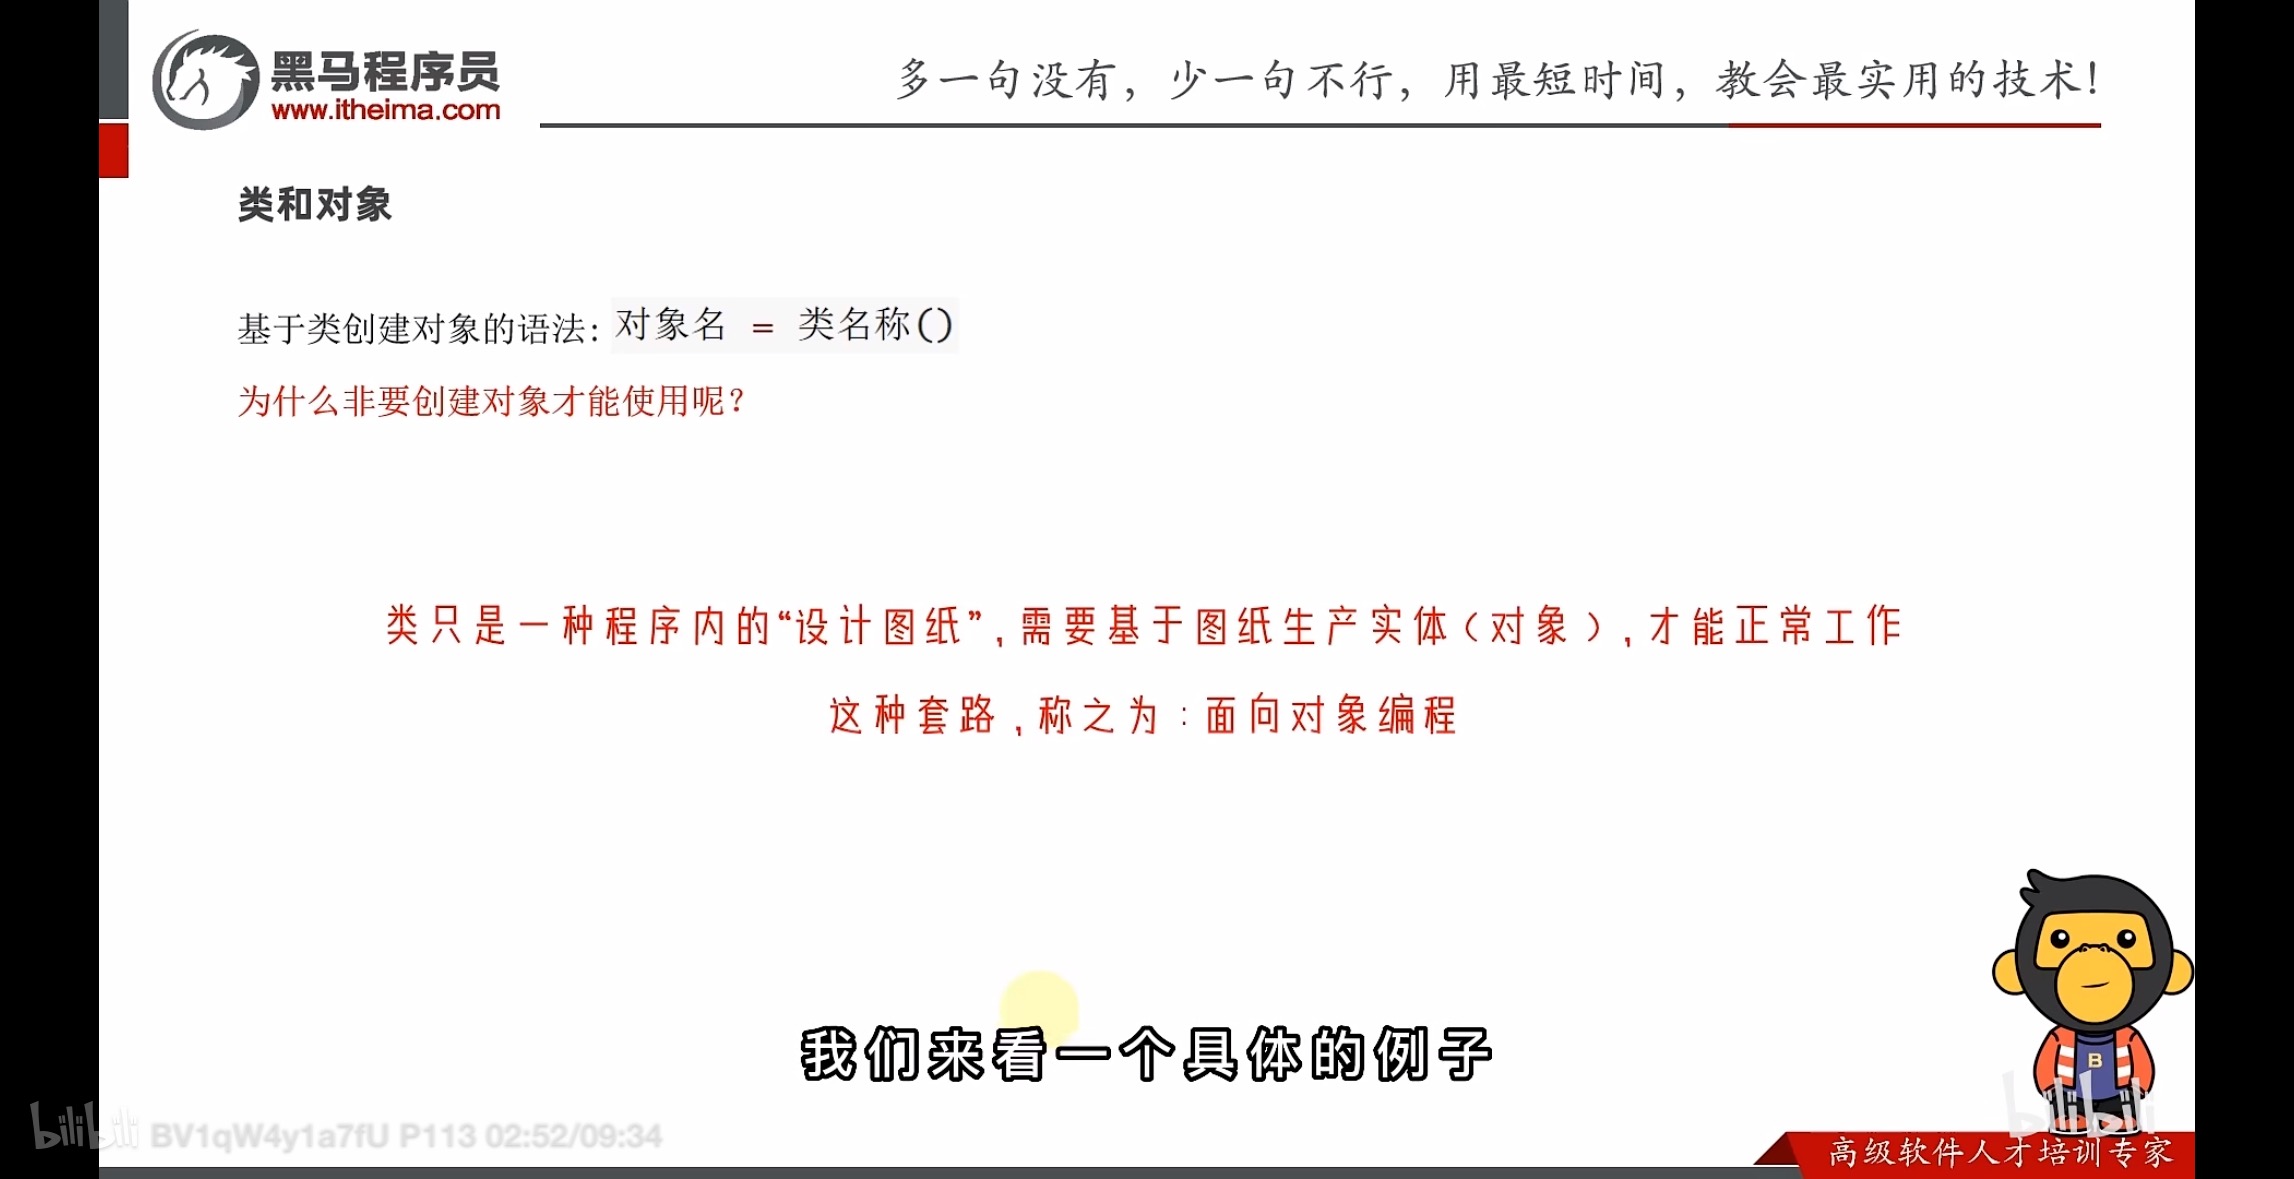 黑马程序员
www.itheima.com
多一句没有，少一句不行，用最短时间，教会最实用的技术！
类和对象
基于类创建对象的语法：对象名 = 类名称()
为什么非要创建对象才能使用呢？
类只是一种程序内的“设计图纸”，需要基于图纸生产实体（对象），才能正常工作
这种套路，称之为：面向对象编程
B
我们来看一个具体的例子
bilibili
bilibili BV1qW4y1a7fU P113 02:52/09:34
高级软件人才培训专家